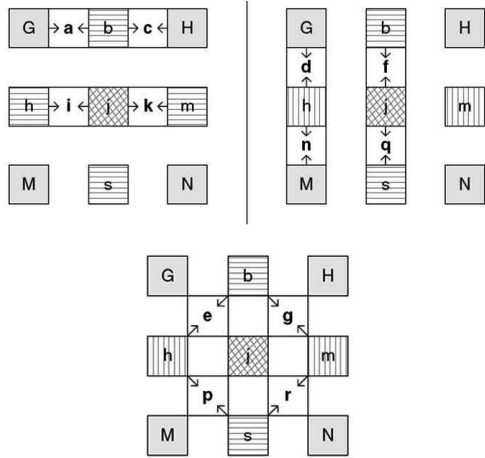 G a b c H
h i j k m
M s N
G b H
d f
h j m
n q
M s N
G b H
e g
h j m
p r
M s N